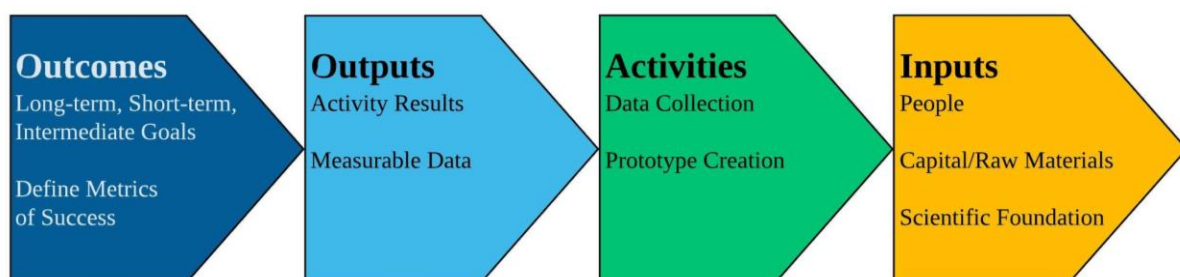 Outcomes
Long-term, Short-term,
Intermediate Goals
Define Metrics
of Success
Outputs
Activity Results
Measurable Data
Activities
Data Collection
Prototype Creation
Inputs
People
Capital/Raw Materials
Scientific Foundation